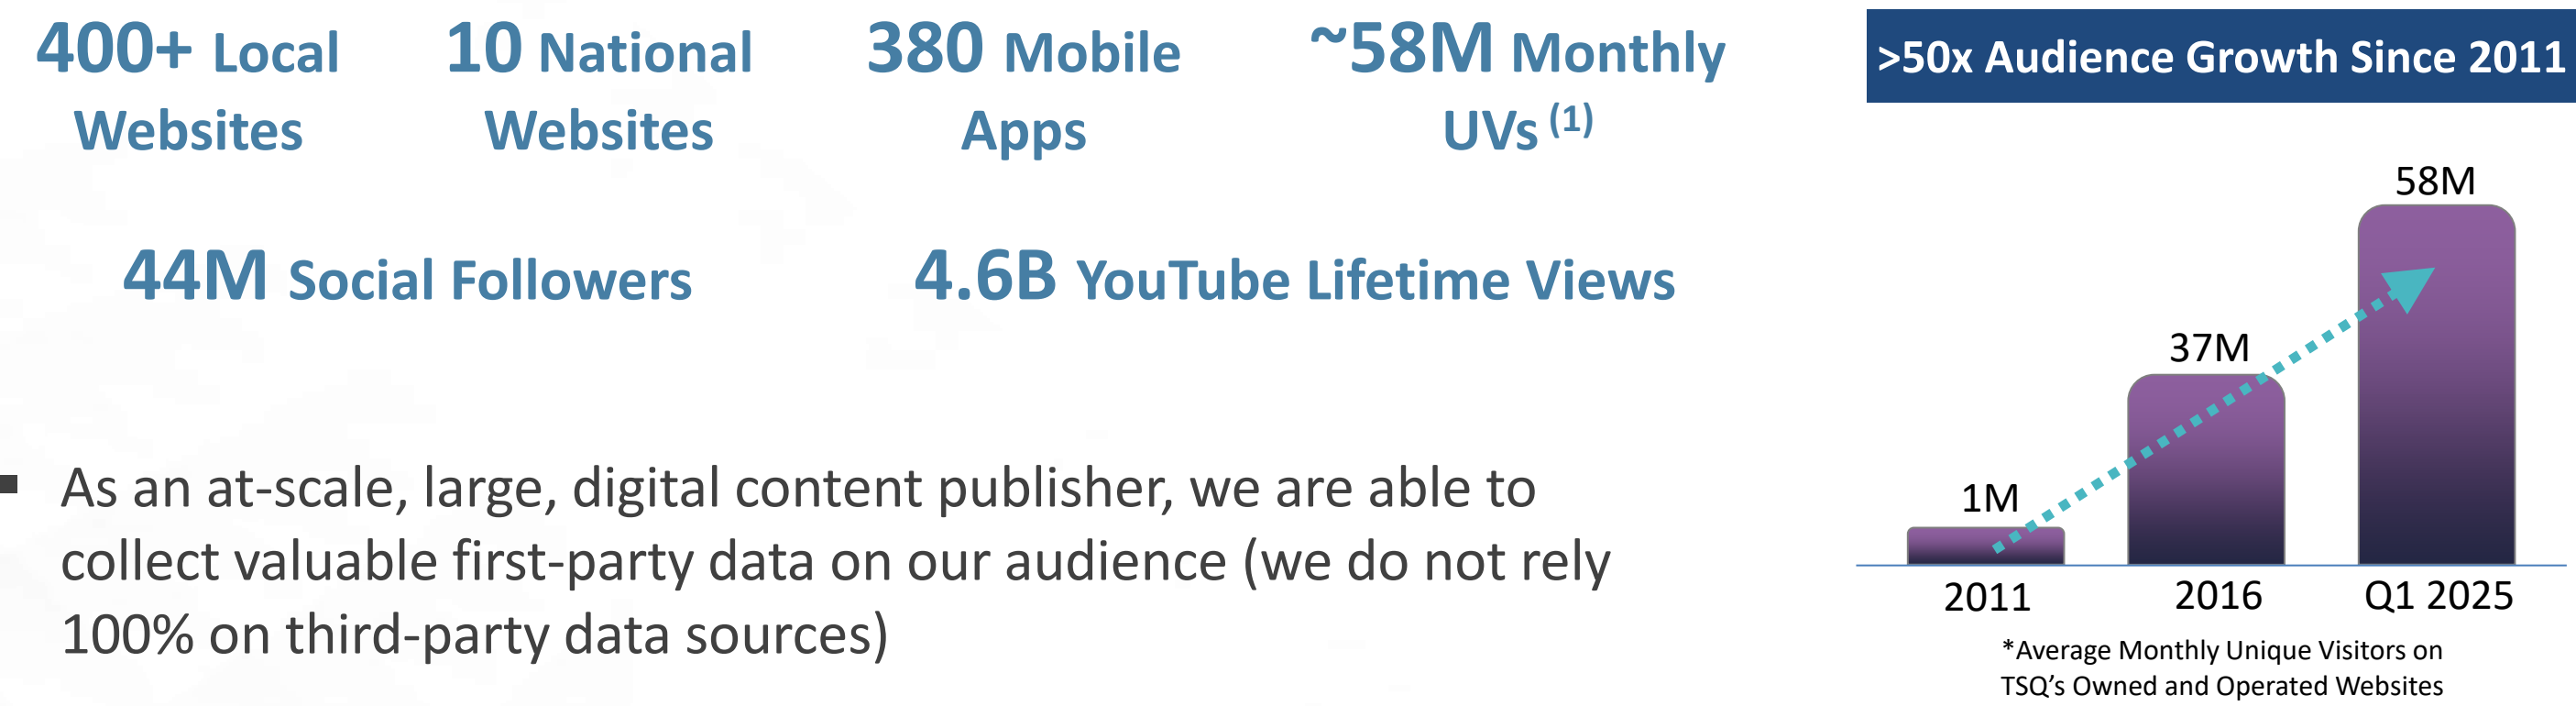 400+ Local
Websites
10 National
Websites
380 Mobile
Apps
~58M Monthly
UVs (1)
44M Social Followers
4.6B YouTube Lifetime Views
▪ As an at-scale, large, digital content publisher, we are able to
collect valuable first-party data on our audience (we do not rely
100% on third-party data sources)
>50x Audience Growth Since 2011
58M
37M
1M
2011
2016
Q1 2025
*Average Monthly Unique Visitors on
TSQ's Owned and Operated Websites